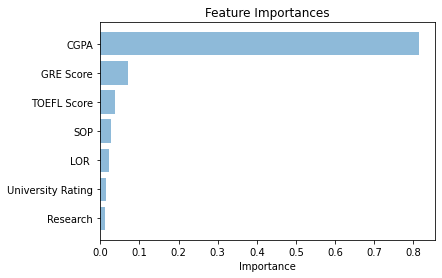 Feature Importances
CGPA
GRE Score
TOEFL Score
SOP
LOR
University Rating
Research
0.0 0.1 0.2 0.3 0.4 0.5 0.6 0.7 0.8
Importance